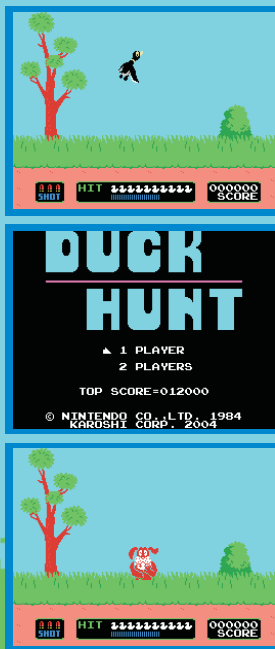 HIT
000000
SHOT
SCORE
DUCK
HUNT
1 PLAYER
2 PLAYERS
TOP SCORE=012000
© NINTENDO CO.,LTD. 1984
KAROSHI CORP. 2004
HIT
000000
SHOT
SCORE